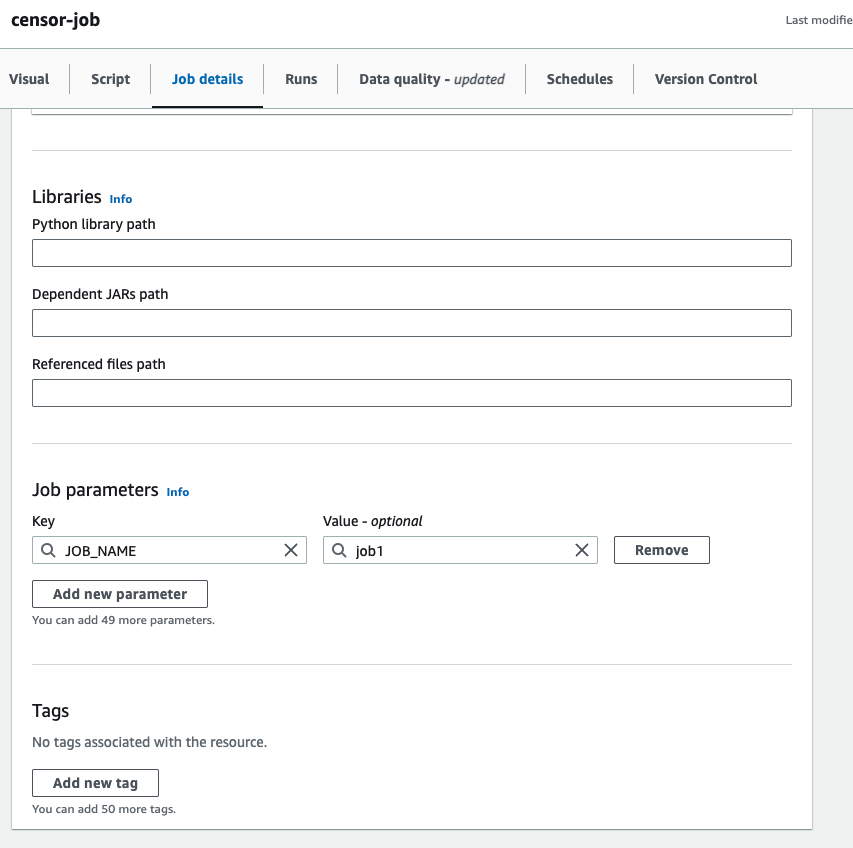 censor-job
Last modifie
Visual
Script
Job details
Runs
Data quality - updated
Schedules
Version Control
Libraries Info
Python library path
Dependent JARs path
Referenced files path
Job parameters Info
Key
Value - optional
JOB_NAME
job1
Remove
Add new parameter
You can add 49 more parameters.
Tags
No tags associated with the resource.
Add new tag
You can add 50 more tags.